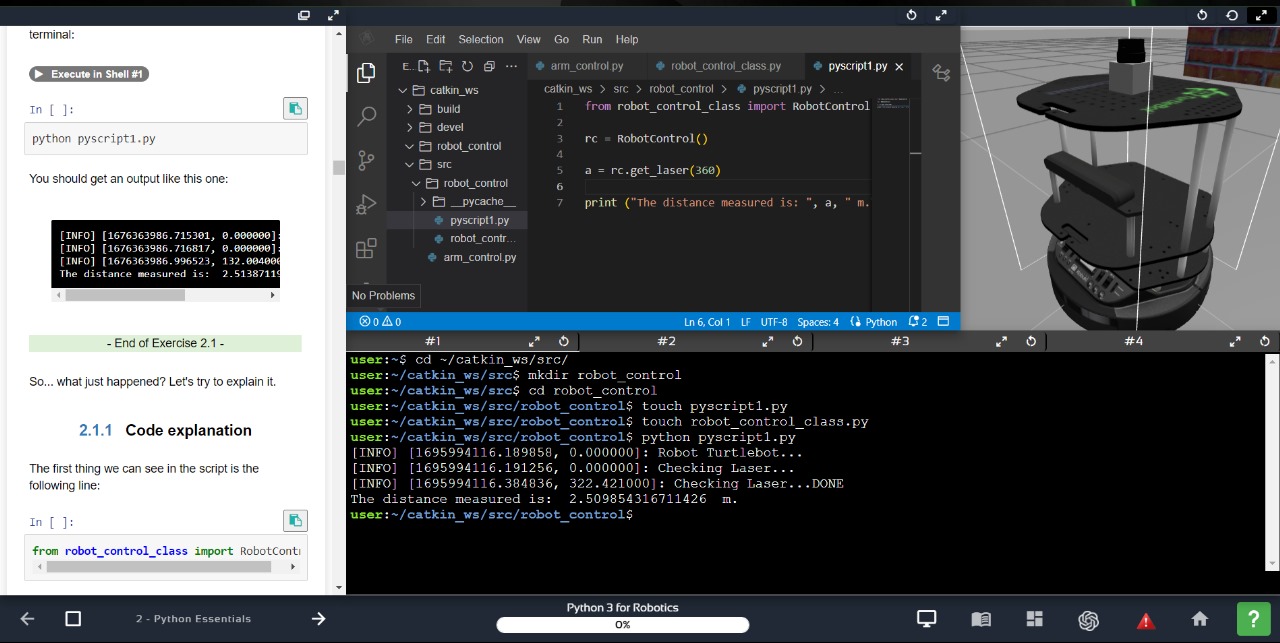 terminal:
Execute in Shell #1
In [ ]:
python pyscript1.py
You should get an output like this one:
[INFO] [1676363986.715301, 0.000000]:
[INFO] [1676363986.716817, 0.000000]:
[INFO] [1676363986.996523, 132.004000
The distance measured is:  2.51387119
- End of Exercise 2.1 -
So... what just happened? Let's try to explain it.
2.1.1 Code explanation
The first thing we can see in the script is the
following line:
In [ ]:
from robot_control_class import RobotContr
File Edit Selection View Go Run Help
E...
catkin_ws
build
devel
robot_control
src
robot_control
__pycache__
pyscript1.py
robot_contr...
arm_control.py
No Problems
arm_control.py robot_control_class.py pyscript1.py
catkin_ws > src > robot_control > pyscript1.py > ...
1 from robot_control_class import RobotControl
2
3 rc = RobotControl()
4
5 a = rc.get_laser(360)
6
7 print ("The distance measured is: ", a, " m.
0 0 Ln 6, Col 1 LF UTF-8 Spaces: 4 Python 2
#1 #2 #3 #4
user:~$ cd ~/catkin_ws/src/
user:~/catkin_ws/src$ mkdir robot_control
user:~/catkin_ws/src$ cd robot_control
user:~/catkin_ws/src/robot_control$ touch pyscript1.py
user:~/catkin_ws/src/robot_control$ touch robot_control_class.py
user:~/catkin_ws/src/robot_control$ python pyscript1.py
[INFO] [1695994116.189858, 0.000000]: Robot Turtlebot...
[INFO] [1695994116.191256, 0.000000]: Checking Laser...
[INFO] [1695994116.384836, 322.421000]: Checking Laser...DONE
The distance measured is:  2.509854316711426  m.
user:~/catkin_ws/src/robot_control$
2 - Python Essentials
Python 3 for Robotics
0%
?